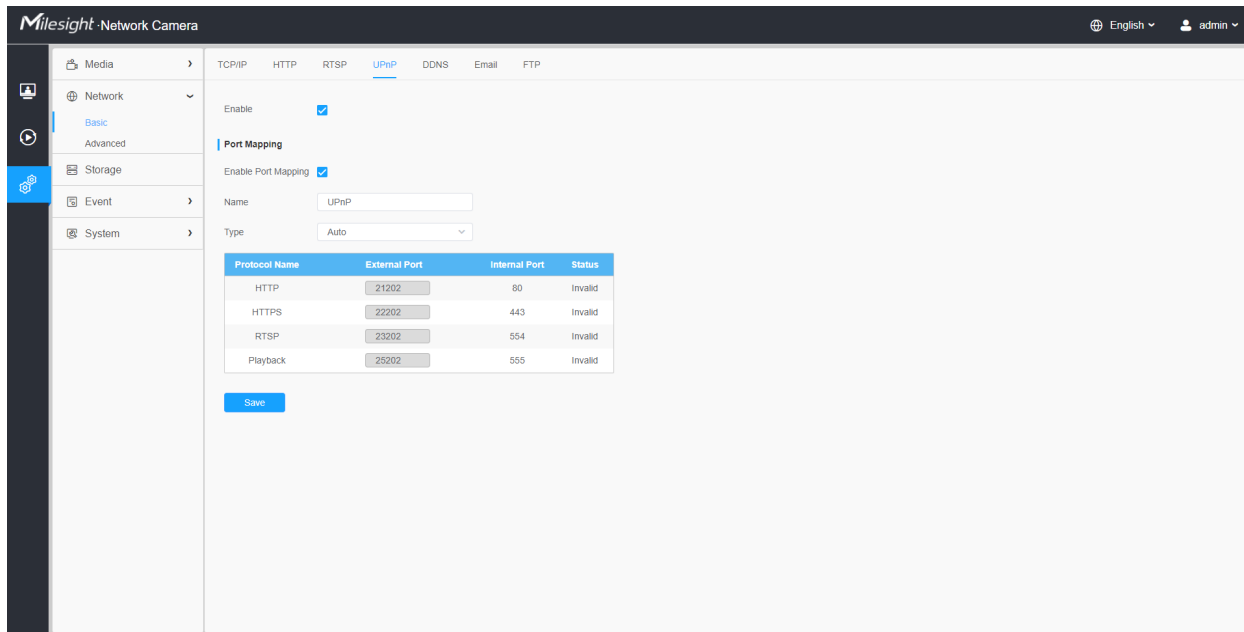 Milesight · Network Camera
English
admin
Media
TCP/IP HTTP RTSP UPnP DDNS Email FTP
Network
Basic
Advanced
Storage
Event
System
Enable
Port Mapping
Enable Port Mapping
Name UPnP
Type Auto
Protocol Name External Port Internal Port Status
HTTP 21202 80 Invalid
HTTPS 22202 443 Invalid
RTSP 23202 554 Invalid
Playback 25202 555 Invalid
Save